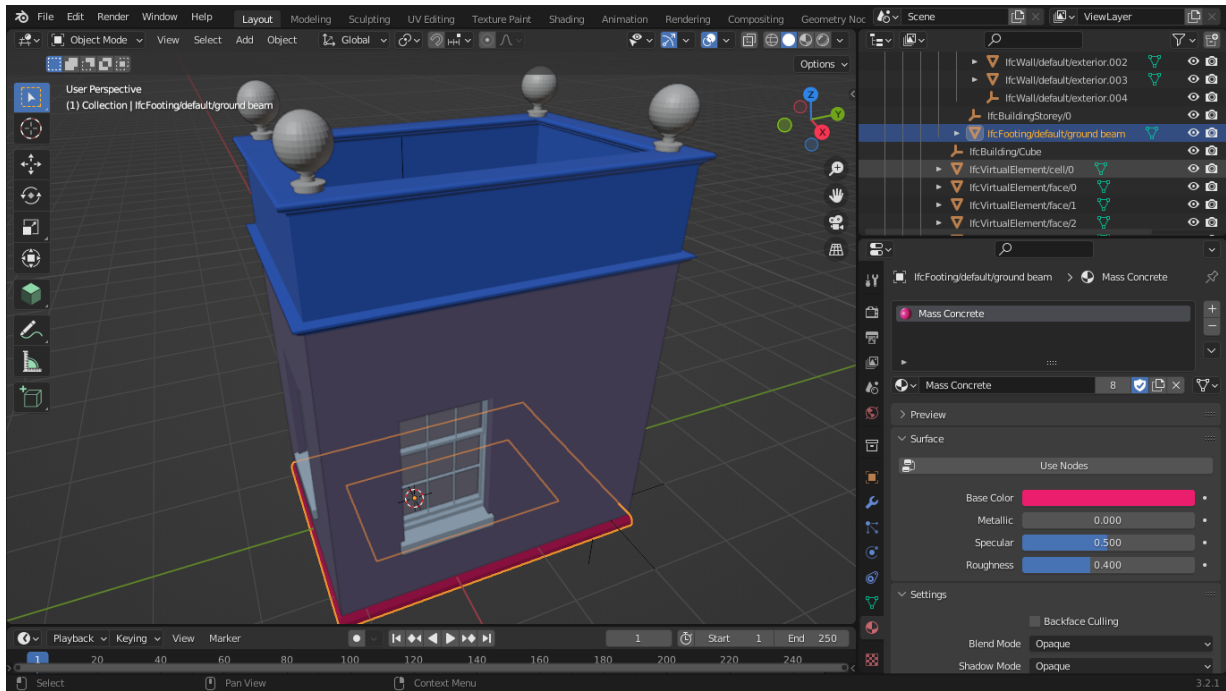 File Edit Render Window Help Layout Modeling Sculpting UV Editing Texture Paint Shading Animation Rendering Compositing Geometry Noc Scene ViewLayer
Object Mode View Select Add Object Global
Options
User Perspective
(1) Collection | IfcFooting/default/ground beam
Z
Y
X
IfcWall/default/exterior.002
IfcWall/default/exterior.003
IfcWall/default/exterior.004
IfcBuildingStorey/0
IfcFooting/default/ground beam
IfcBuilding/Cube
IfcVirtualElement/cell/0
IfcVirtualElement/face/0
IfcVirtualElement/face/1
IfcVirtualElement/face/2
IfcFooting/default/ground beam > Mass Concrete
Mass Concrete
Mass Concrete 8
Preview
Surface
Use Nodes
Base Color
Metallic 0.000
Specular 0.500
Roughness 0.400
Settings
Backface Culling
Blend Mode Opaque
Shadow Mode Opaque
Playback Keying View Marker 1 Start 1 End 250
1 20 40 60 80 100 120 140 160 180 200 220 240
Select Pan View Context Menu 3.2.1